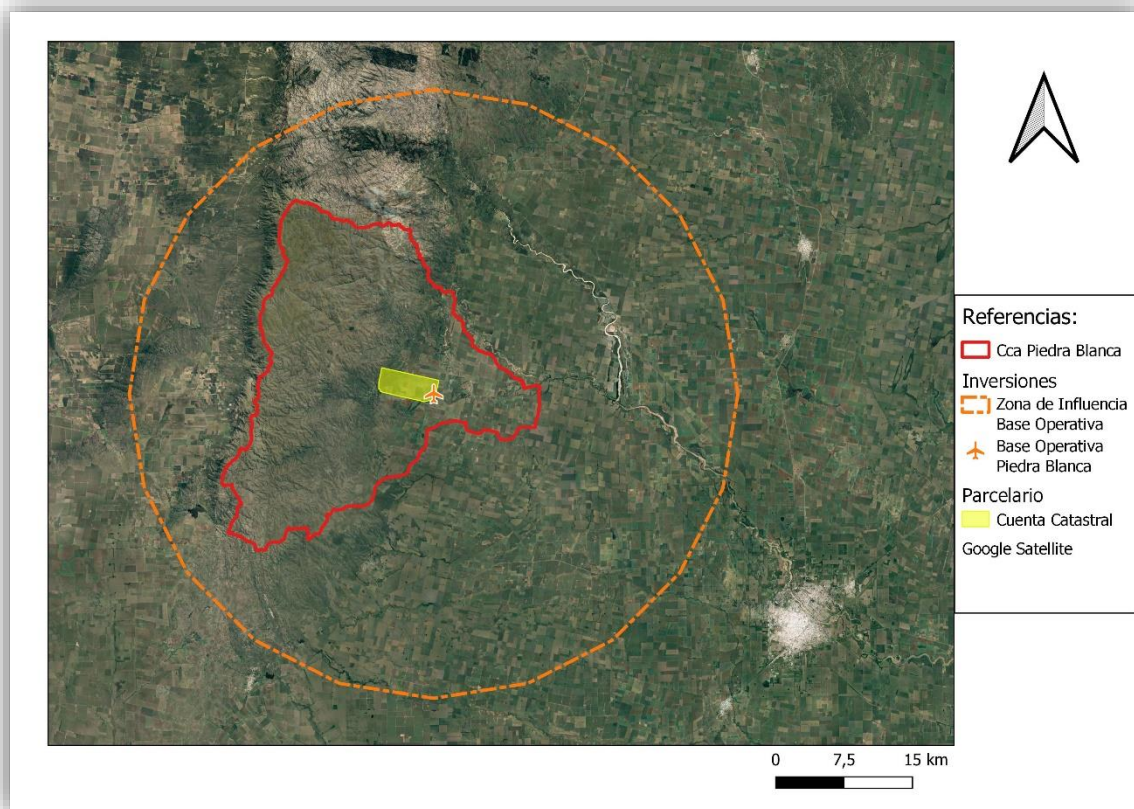 Referencias:
Cca Piedra Blanca
Inversiones
Zona de Influencia
Base Operativa
Base Operativa
Piedra Blanca
Parcelario
Cuenta Catastral
Google Satellite
0 7,5 15 km